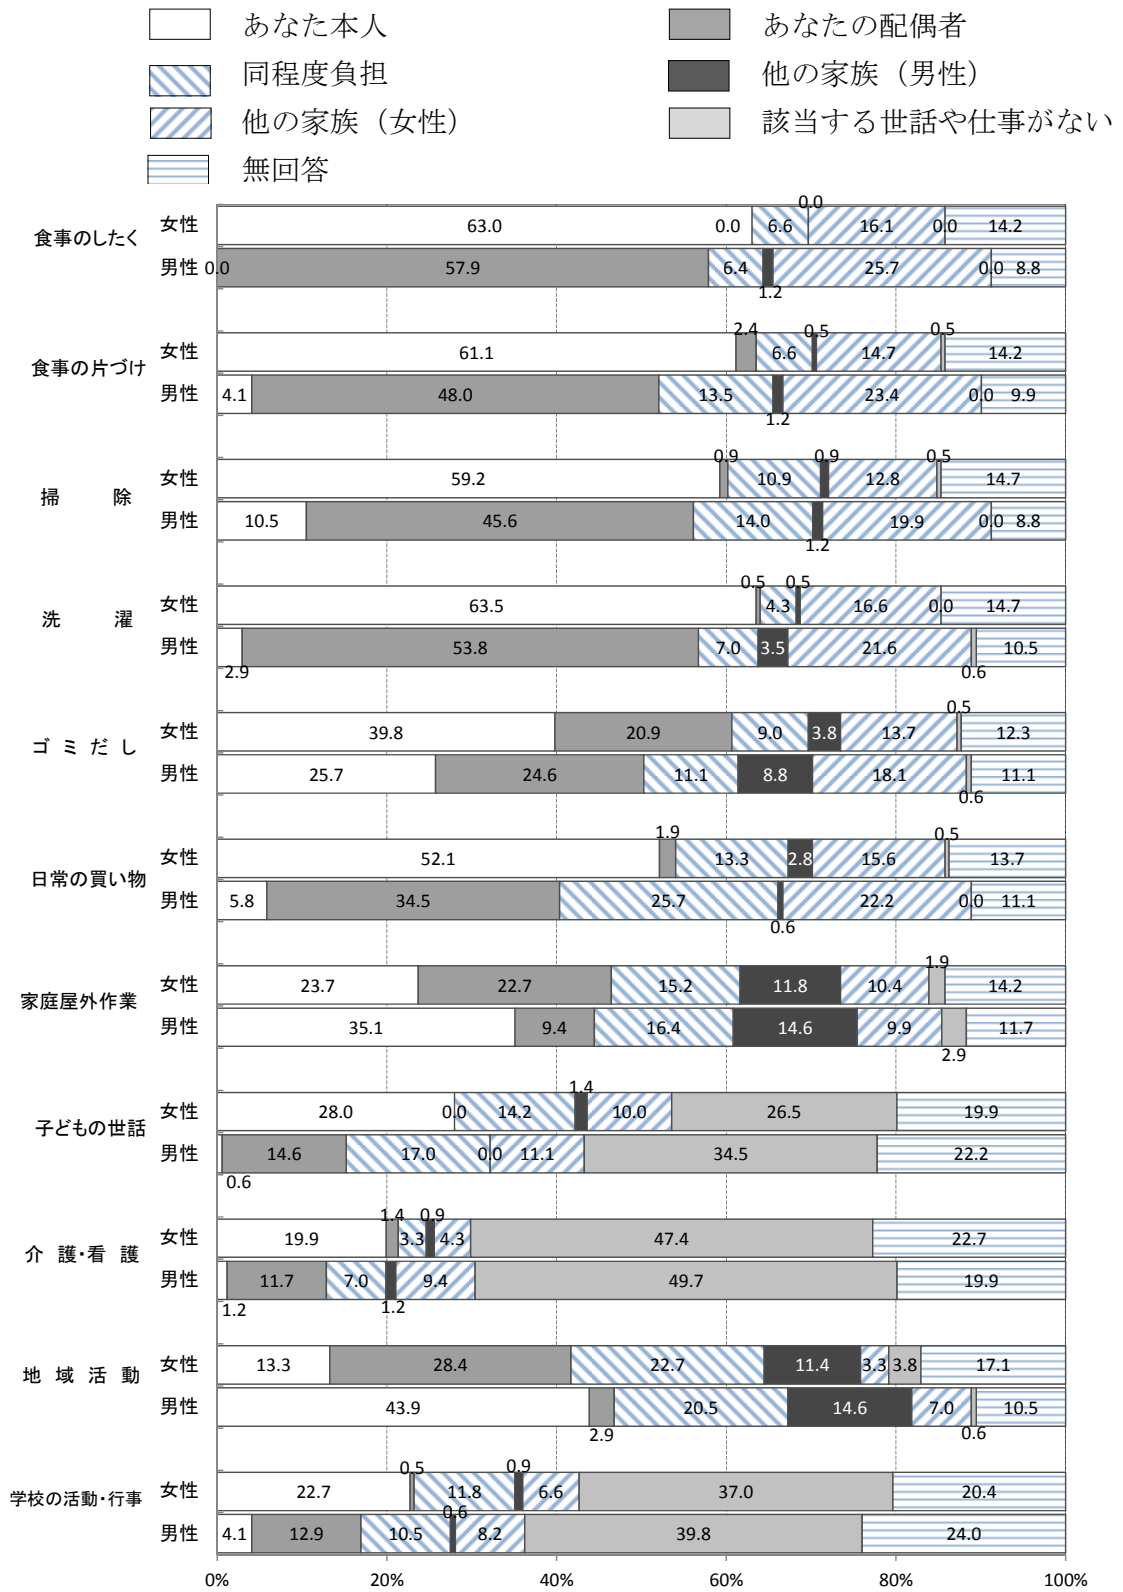 あなた本人 あなたの配偶者
同程度負担 他の家族（男性）
他の家族（女性） 該当する世話や仕事がない
無回答
食事のしたく
女性 63.0 0.0 6.6 0.0 16.1 0.0 14.2
男性 0.0 57.9 6.4 1.2 25.7 0.0 8.8
食事の片づけ
女性 61.1 2.4 6.6 0.5 14.7 0.5 14.2
男性 4.1 48.0 13.5 1.2 23.4 0.0 9.9
掃 除
女性 59.2 0.9 10.9 0.9 12.8 0.5 14.7
男性 10.5 45.6 14.0 1.2 19.9 0.0 8.8
洗 濯
女性 63.5 0.5 4.3 0.5 16.6 0.0 14.7
男性 2.9 53.8 7.0 3.5 21.6 0.6 10.5
ゴ ミ だ し
女性 39.8 20.9 9.0 3.8 13.7 0.5 12.3
男性 25.7 24.6 11.1 8.8 18.1 0.6 11.1
日常の買い物
女性 52.1 1.9 13.3 2.8 15.6 0.5 13.7
男性 5.8 34.5 25.7 0.6 22.2 0.0 11.1
家庭屋外作業
女性 23.7 22.7 15.2 11.8 10.4 1.9 14.2
男性 35.1 9.4 16.4 14.6 9.9 2.9 11.7
子どもの世話
女性 28.0 0.0 14.2 1.4 10.0 26.5 19.9
男性 0.6 14.6 17.0 0.0 11.1 34.5 22.2
介 護・看 護
女性 19.9 1.4 3.3 0.9 4.3 47.4 22.7
男性 1.2 11.7 7.0 1.2 9.4 49.7 19.9
地 域 活 動
女性 13.3 28.4 22.7 11.4 3.3 3.8 17.1
男性 43.9 2.9 20.5 14.6 7.0 0.6 10.5
学校の活動・行事
女性 22.7 0.5 11.8 0.9 6.6 37.0 20.4
男性 4.1 12.9 10.5 0.6 8.2 39.8 24.0
0% 20% 40% 60% 80% 100%